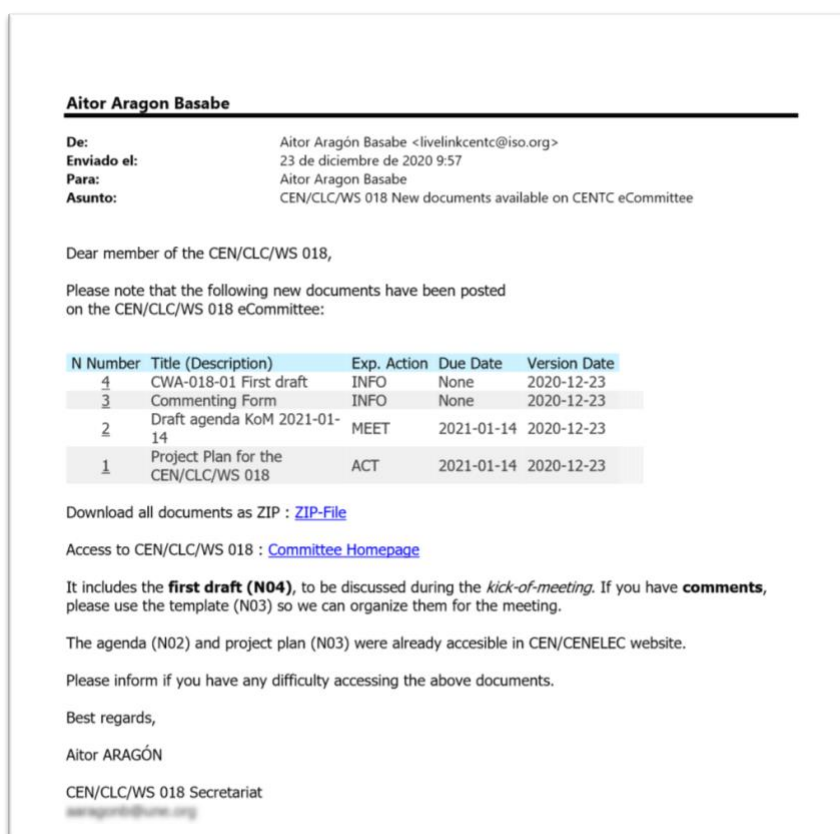 Aitor Aragon Basabe
De: Aitor Aragón Basabe <livelinkcentc@iso.org>
Enviado el: 23 de diciembre de 2020 9:57
Para: Aitor Aragon Basabe
Asunto: CEN/CLC/WS 018 New documents available on CENTC eCommittee
Dear member of the CEN/CLC/WS 018,
Please note that the following new documents have been posted
on the CEN/CLC/WS 018 eCommittee:
N Number Title (Description) Exp. Action Due Date Version Date
4 CWA-018-01 First draft INFO None 2020-12-23
3 Commenting Form INFO None 2020-12-23
2 Draft agenda KoM 2021-01-
14 MEET 2021-01-14 2020-12-23
1 Project Plan for the
CEN/CLC/WS 018 ACT 2021-01-14 2020-12-23
Download all documents as ZIP : ZIP-File
Access to CEN/CLC/WS 018 : Committee Homepage
It includes the first draft (N04), to be discussed during the kick-of-meeting. If you have comments,
please use the template (N03) so we can organize them for the meeting.
The agenda (N02) and project plan (N03) were already accesible in CEN/CENELEC website.
Please inform if you have any difficulty accessing the above documents.
Best regards,
Aitor ARAGÓN
CEN/CLC/WS 018 Secretariat